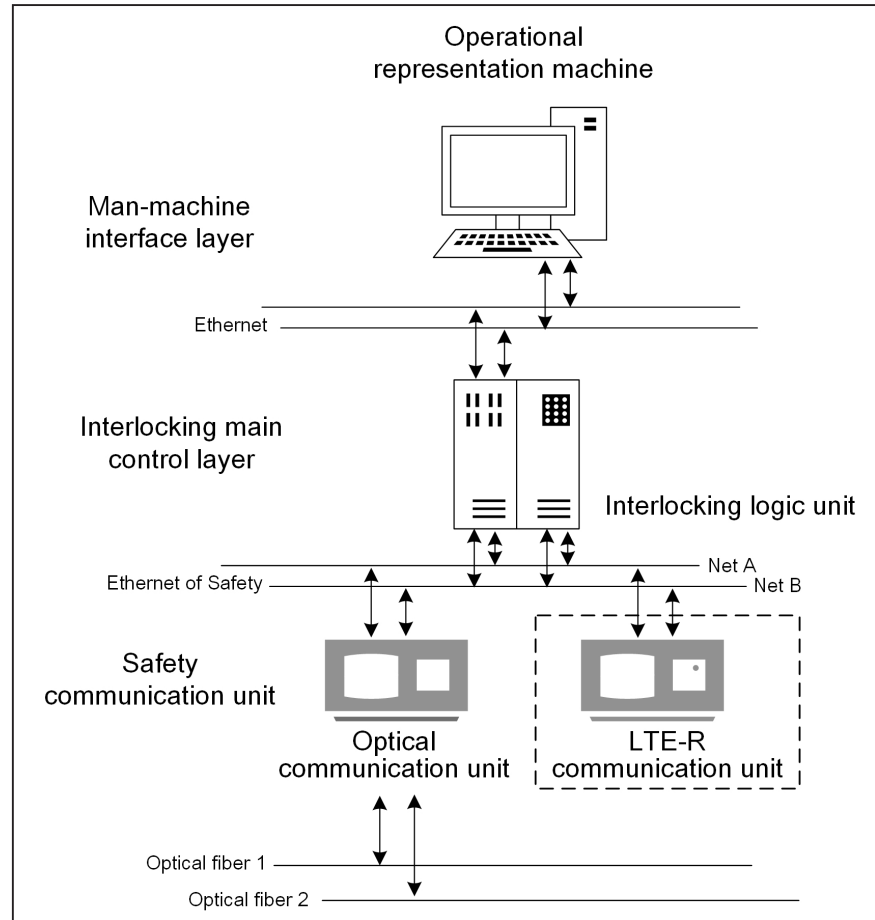 Operational
representation machine
Man-machine
interface layer
Ethernet
Interlocking main
control layer
Interlocking logic unit
Net A
Ethernet of Safety
Net B
Safety
communication unit
Optical
communication unit
LTE-R
communication unit
Optical fiber 1
Optical fiber 2